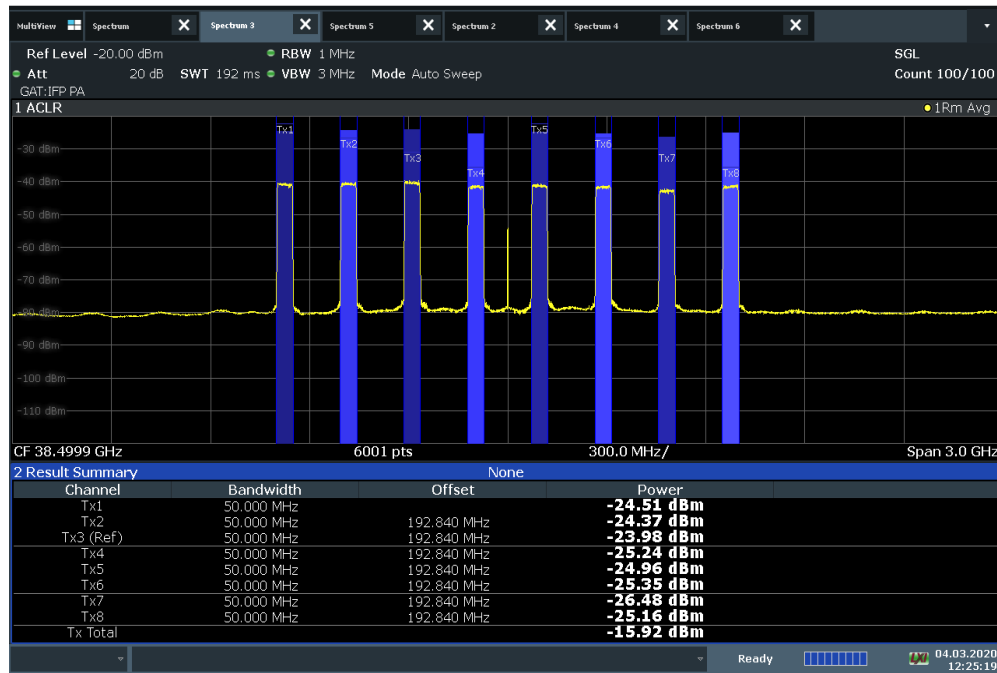 MultiView Spectrum Spectrum 3 Spectrum 5 Spectrum 2 Spectrum 4 Spectrum 6
Ref Level -20.00 dBm RBW 1 MHz SGL
Att 20 dB SWT 192 ms VBW 3 MHz Mode Auto Sweep Count 100/100
GAT:IFP PA
1 ACLR 1Rm Avg
Tx1 Tx5
Tx2 Tx6
-30 dBm
Tx3 Tx7
Tx4 Tx8
-40 dBm
-50 dBm
-60 dBm
-70 dBm
-80 dBm
-90 dBm
-100 dBm
-110 dBm
CF 38.4999 GHz 6001 pts 300.0 MHz/ Span 3.0 GHz
2 Result Summary None
Channel Bandwidth Offset Power
Tx1 50.000 MHz -24.51 dBm
Tx2 50.000 MHz 192.840 MHz -24.37 dBm
Tx3 (Ref) 50.000 MHz 192.840 MHz -23.98 dBm
Tx4 50.000 MHz 192.840 MHz -25.24 dBm
Tx5 50.000 MHz 192.840 MHz -24.96 dBm
Tx6 50.000 MHz 192.840 MHz -25.35 dBm
Tx7 50.000 MHz 192.840 MHz -26.48 dBm
Tx8 50.000 MHz 192.840 MHz -25.16 dBm
Tx Total -15.92 dBm
Ready LXI 04.03.2020
12:25:19